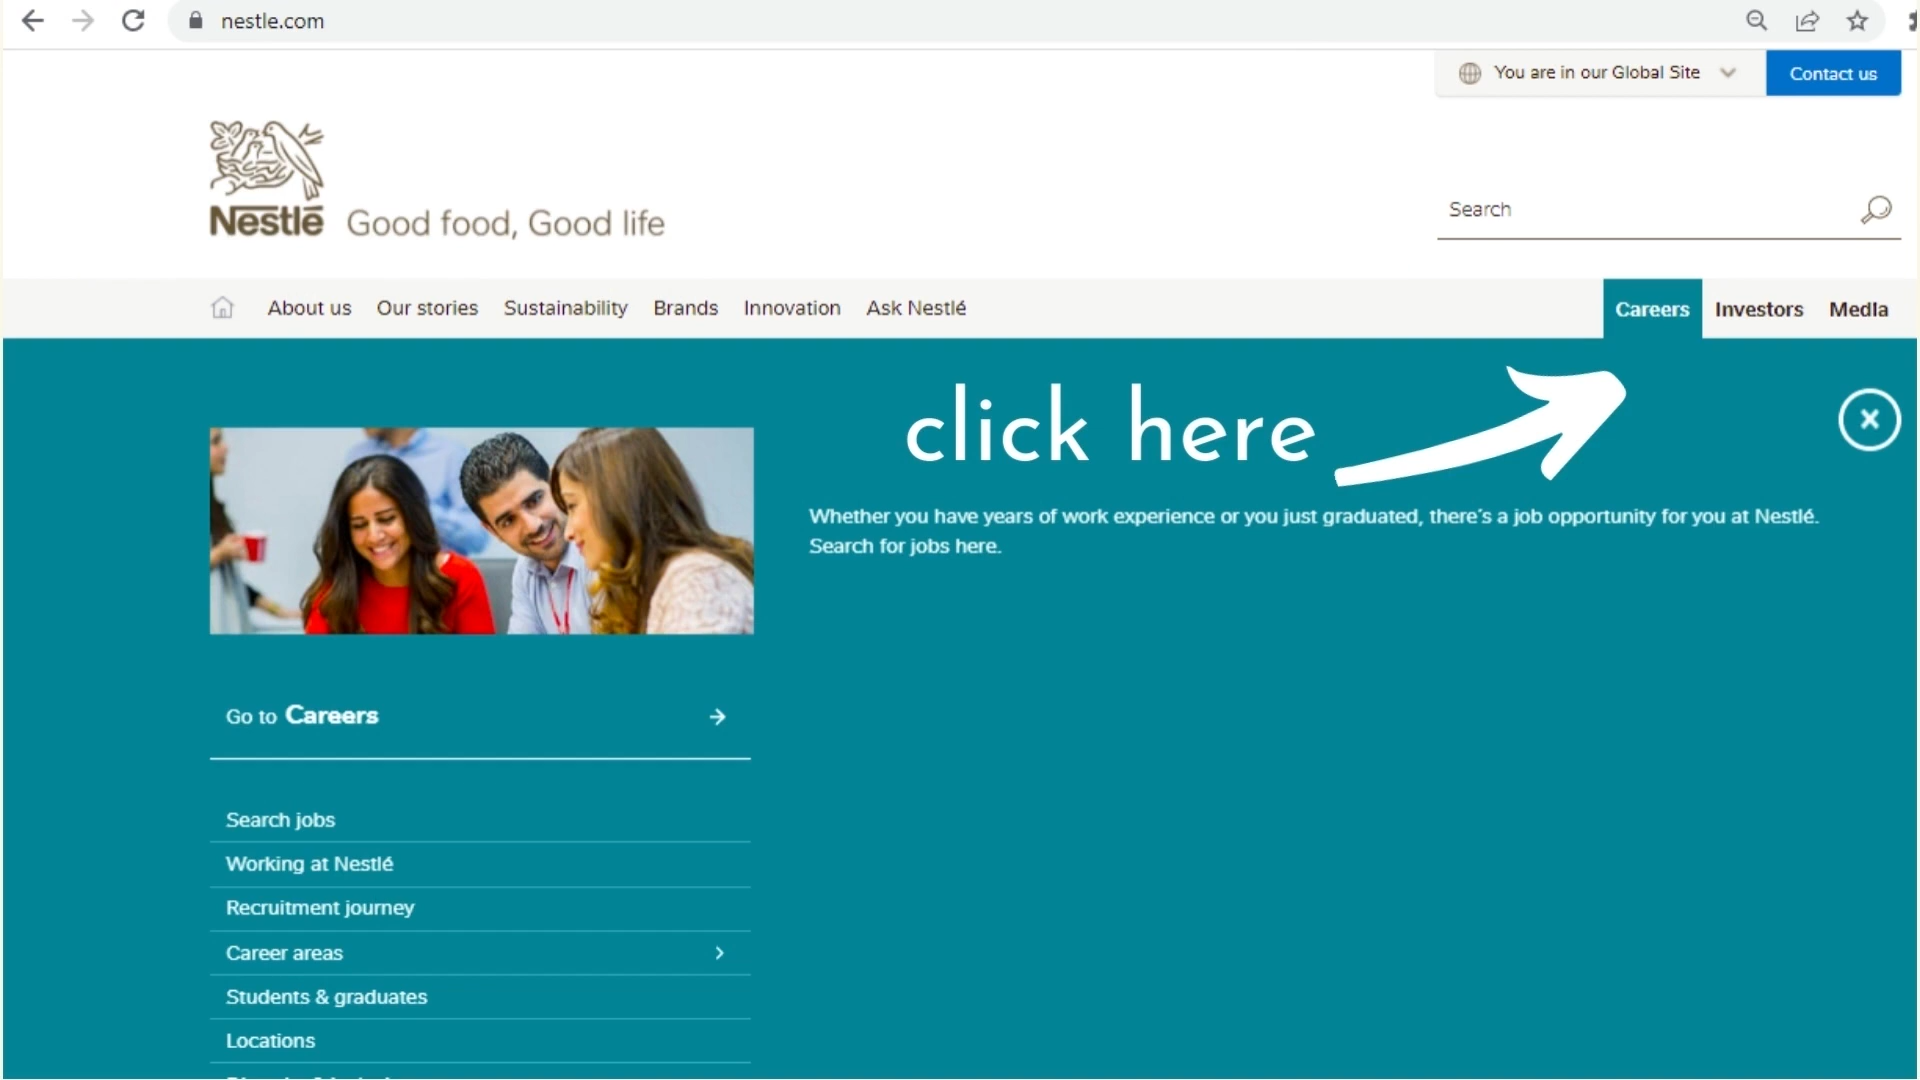 nestle.com
You are in our Global Site
Contact us
Nestlé Good food, Good life
Search
About us Our stories Sustainability Brands Innovation Ask Nestlé Careers Investors Media
click here
Whether you have years of work experience or you just graduated, there's a job opportunity for you at Nestlé.
Search for jobs here.
Go to Careers
Search jobs
Working at Nestlé
Recruitment journey
Career areas
Students & graduates
Locations